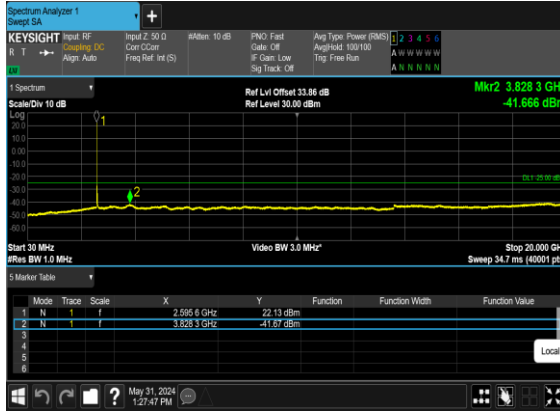 Spectrum Analyzer 1
Swept SA
+
KEYSIGHT Input: RF Input Z: 50 Ω #Atten: 10 dB PNO: Fast Avg Type: Power (RMS) 1 2 3 4 5 6
R T Coupling: DC Corr CCorr Gate: Off Avg|Hold: 100/100 A W W W W W
Align: Auto Freq Ref: Int (S) IF Gain: Low Trig: Free Run
LXI Sig Track: Off A N N N N N
1 Spectrum Ref Lvl Offset 33.86 dB Mkr2 3.828 3 GH
Scale/Div 10 dB Ref Level 30.00 dBm -41.666 dBr
Log
1
20.0
10.0
0.00
-10.0
-20.0 DL1 -25.00 dB
-30.0
2
-40.0
-50.0
-60.0
Start 30 MHz Video BW 3.0 MHz* Stop 20.000 GH
#Res BW 1.0 MHz Sweep 34.7 ms (40001 pts
5 Marker Table
Mode Trace Scale X Y Function Function Width Function Value
1 N 1 f 2.595 6 GHz 22.13 dBm
2 N 1 f 3.828 3 GHz -41.67 dBm
3
4
5
6
Local
? May 31, 2024
1:27:47 PM